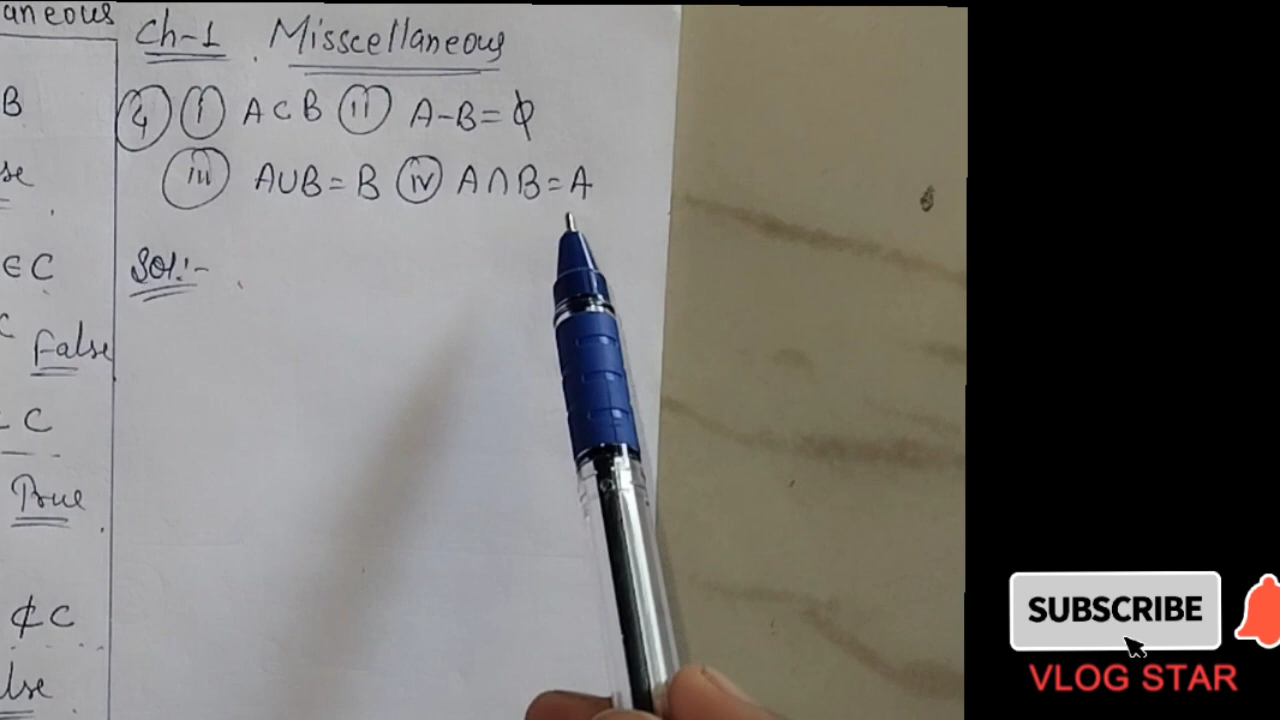 aneous
B
se
∈ C
C False
C
True
⊄ C
lse
Ch-1 Misscellaneous
4 i A⊂B ii A-B=ϕ
iii A∪B=B iv A∩B=A
Sol:-
SUBSCRIBE
VLOG STAR